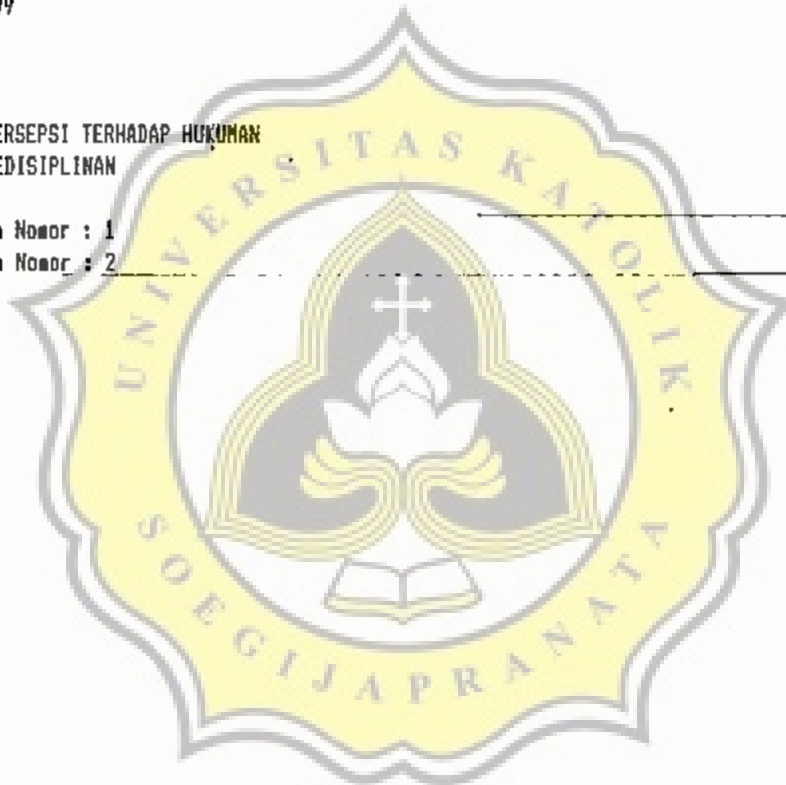 ERSEPSI TERHADAP HUKUMAN
EDISIPLINAN
Nomor : 1
Nomor : 2
UNIVERSITAS KATOLIK
SOEGIJAPRANATA